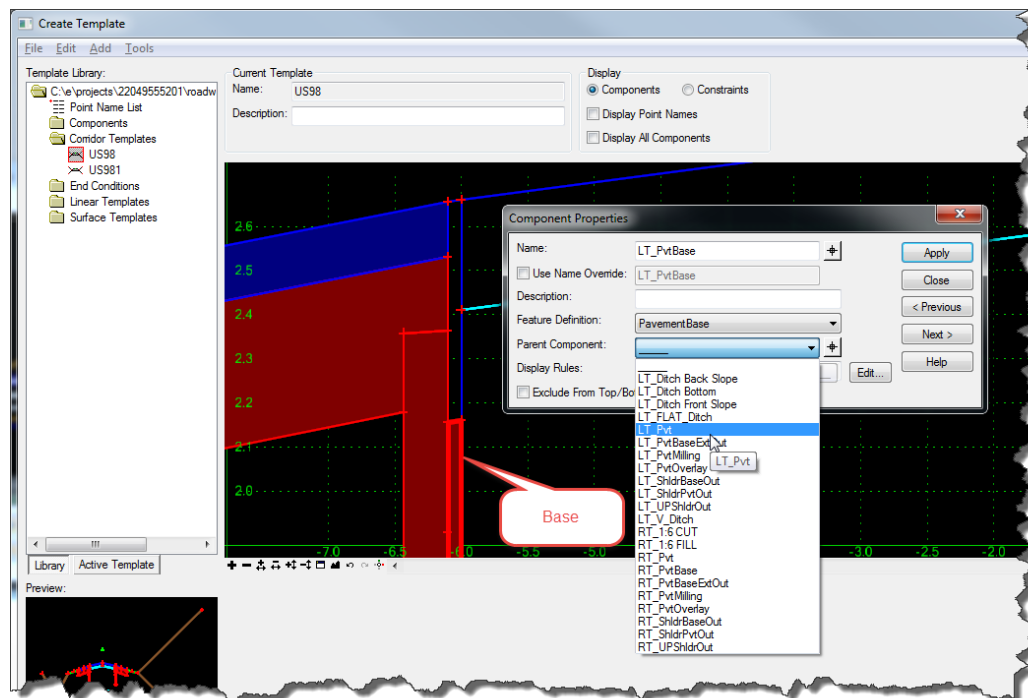 Create Template
File Edit Add Tools
Template Library:
C:\e\projects\22049555201\roadw
Point Name List
Components
Corridor Templates
US98
US981
End Conditions
Linear Templates
Surface Templates
Library Active Template
Preview:
Current Template
Name: US98
Description:
Display
Components Constraints
Display Point Names
Display All Components
2.6
2.5
2.4
2.3
2.2
2.1
2.0
-7.0 -6.5 -6.0 -5.5 -5.0 -3.0 -2.5 -2.0
Base
Component Properties
Name: LT_PvtBase
Use Name Override: LT_PvtBase
Description:
Feature Definition: PavementBase
Parent Component:
Display Rules: Edit...
Exclude From Top/Bo
Apply
Close
< Previous
Next >
Help
LT_Ditch Back Slope
LT_Ditch Bottom
LT_Ditch Front Slope
LT_FLAT_Ditch
LT_Pvt
LT_PvtBaseExtOut
LT_PvtMilling
LT_PvtOverlay
LT_Pvt
LT_ShldrBaseOut
LT_ShldrPvtOut
LT_UPShldrOut
LT_V_Ditch
RT_1:6 CUT
RT_1:6 FILL
RT_Pvt
RT_PvtBase
RT_PvtBaseExtOut
RT_PvtMilling
RT_PvtOverlay
RT_ShldrBaseOut
RT_ShldrPvtOut
RT_UPShldrOut